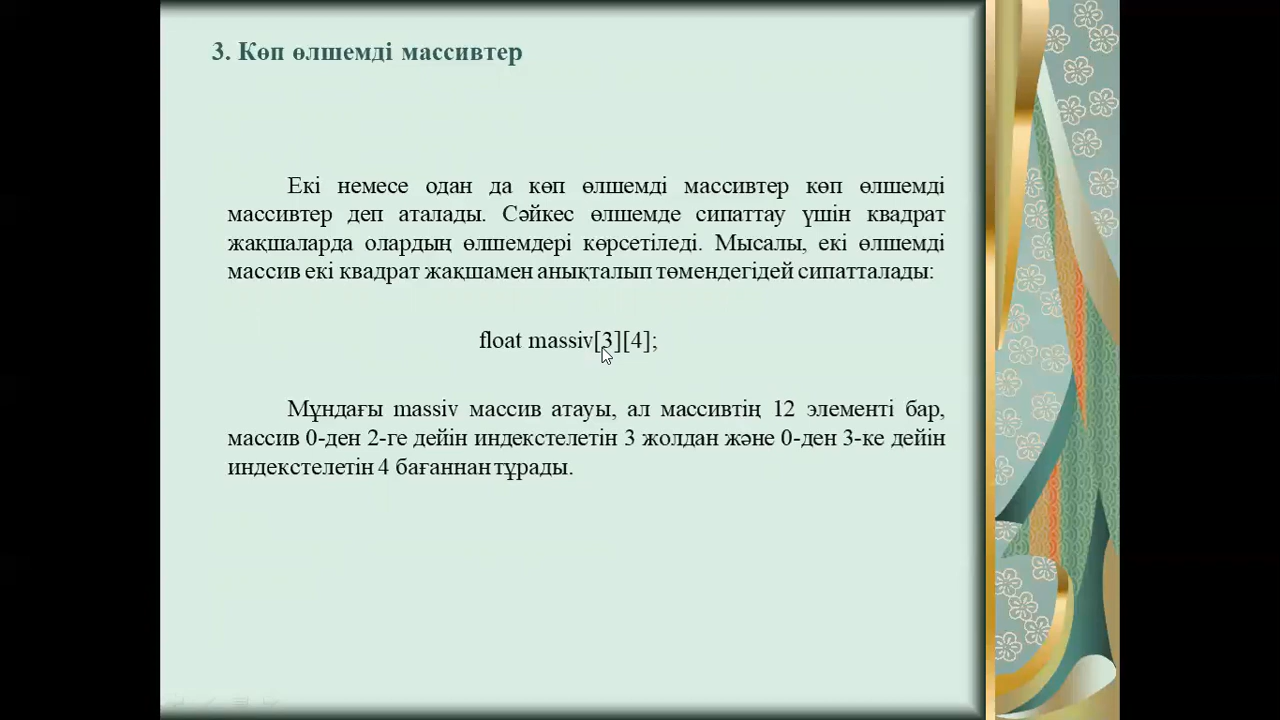 3. Көп өлшемді массивтер
Екі немесе одан да көп өлшемді массивтер көп өлшемді
массивтер деп аталады. Сәйкес өлшемде сипаттау үшін квадрат
жақшаларда олардың өлшемдері көрсетіледі. Мысалы, екі өлшемді
массив екі квадрат жақшамен анықталып төмендегідей сипатталады:
float massiv[3][4];
Мұндағы massiv массив атауы, ал массивтің 12 элементі бар,
массив 0-ден 2-ге дейін индекстелетін 3 жолдан және 0-ден 3-ке дейін
индекстелетін 4 бағаннан тұрады.